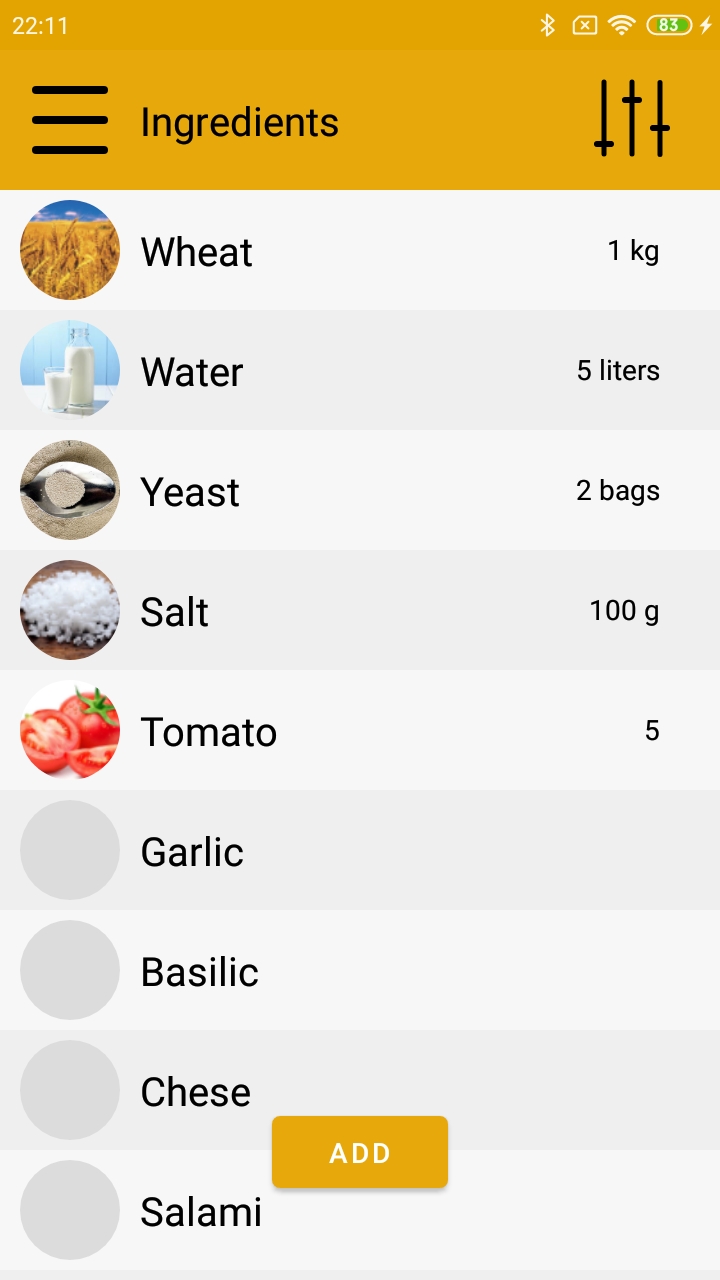 22:11
83
Ingredients
Wheat 1 kg
Water 5 liters
Yeast 2 bags
Salt 100 g
Tomato 5
Garlic
Basilic
Chese
ADD
Salami